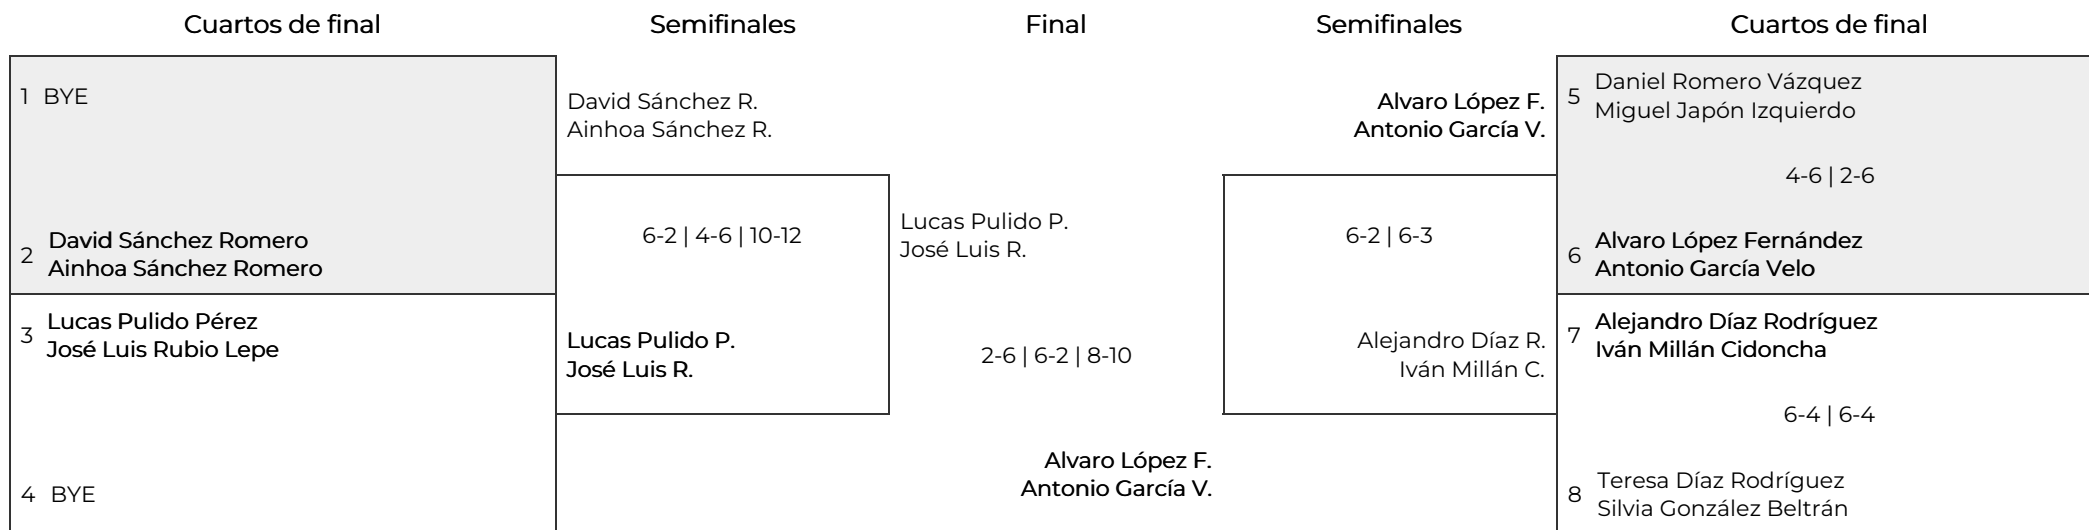 Cuartos de final
Semifinales
Final
Semifinales
Cuartos de final
1 BYE
2 David Sánchez Romero
Ainhoa Sánchez Romero
3 Lucas Pulido Pérez
José Luis Rubio Lepe
4 BYE
David Sánchez R.
Ainhoa Sánchez R.
6-2 | 4-6 | 10-12
Lucas Pulido P.
José Luis R.
Lucas Pulido P.
José Luis R.
2-6 | 6-2 | 8-10
Alvaro López F.
Antonio García V.
Alvaro López F.
Antonio García V.
6-2 | 6-3
Alejandro Díaz R.
Iván Millán C.
5 Daniel Romero Vázquez
Miguel Japón Izquierdo
4-6 | 2-6
6 Alvaro López Fernández
Antonio García Velo
7 Alejandro Díaz Rodríguez
Iván Millán Cidoncha
6-4 | 6-4
8 Teresa Díaz Rodríguez
Silvia González Beltrán